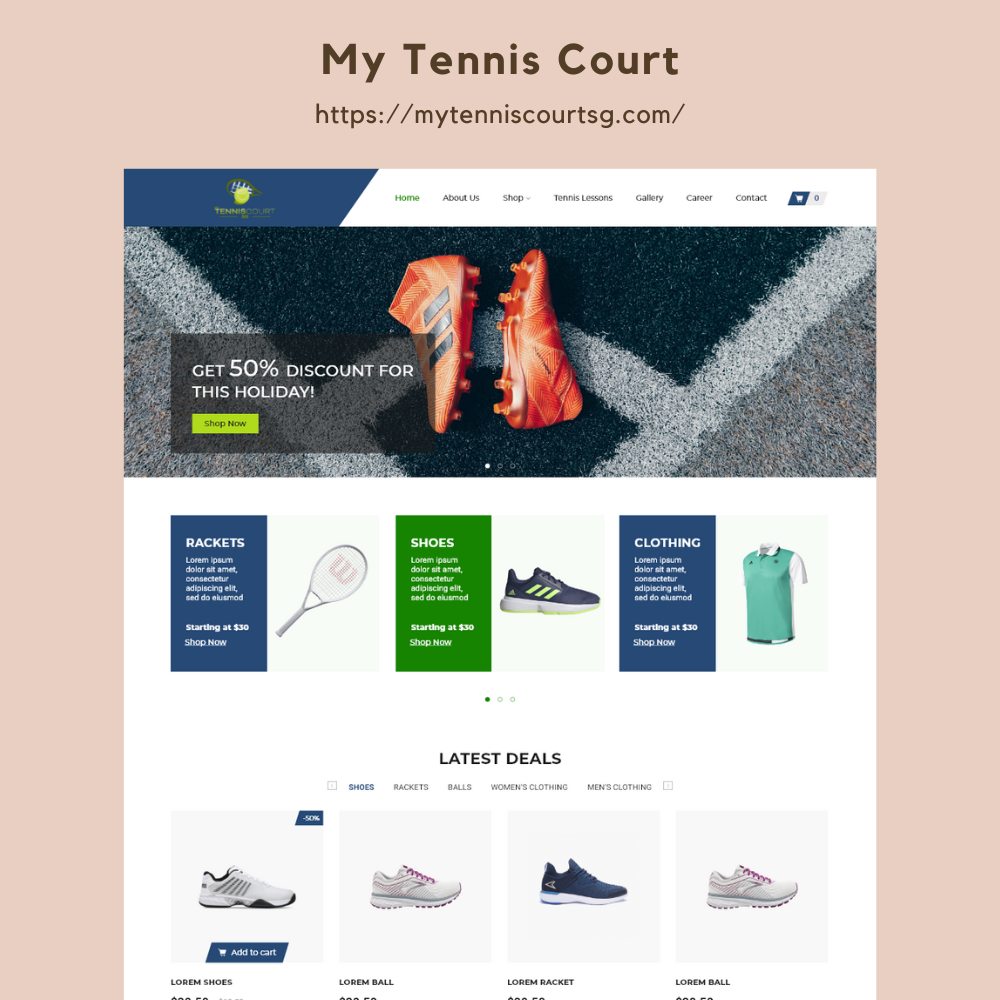 My Tennis Court
https://mytenniscourtsg.com/
TENNISCOURT
Home About Us Shop Tennis Lessons Gallery Career Contact 0
GET 50% DISCOUNT FOR
THIS HOLIDAY!
Shop Now
RACKETS
Lorem ipsum
dolor sit amet,
consectetur
adipiscing elit,
sed do eiusmod
Starting at $30
Shop Now
SHOES
Lorem ipsum
dolor sit amet,
consectetur
adipiscing elit,
sed do eiusmod
Starting at $30
Shop Now
CLOTHING
Lorem ipsum
dolor sit amet,
consectetur
adipiscing elit,
sed do eiusmod
Starting at $30
Shop Now
LATEST DEALS
SHOES RACKETS BALLS WOMEN'S CLOTHING MEN'S CLOTHING
-50%
Add to cart
LOREM SHOES LOREM BALL LOREM RACKET LOREM BALL